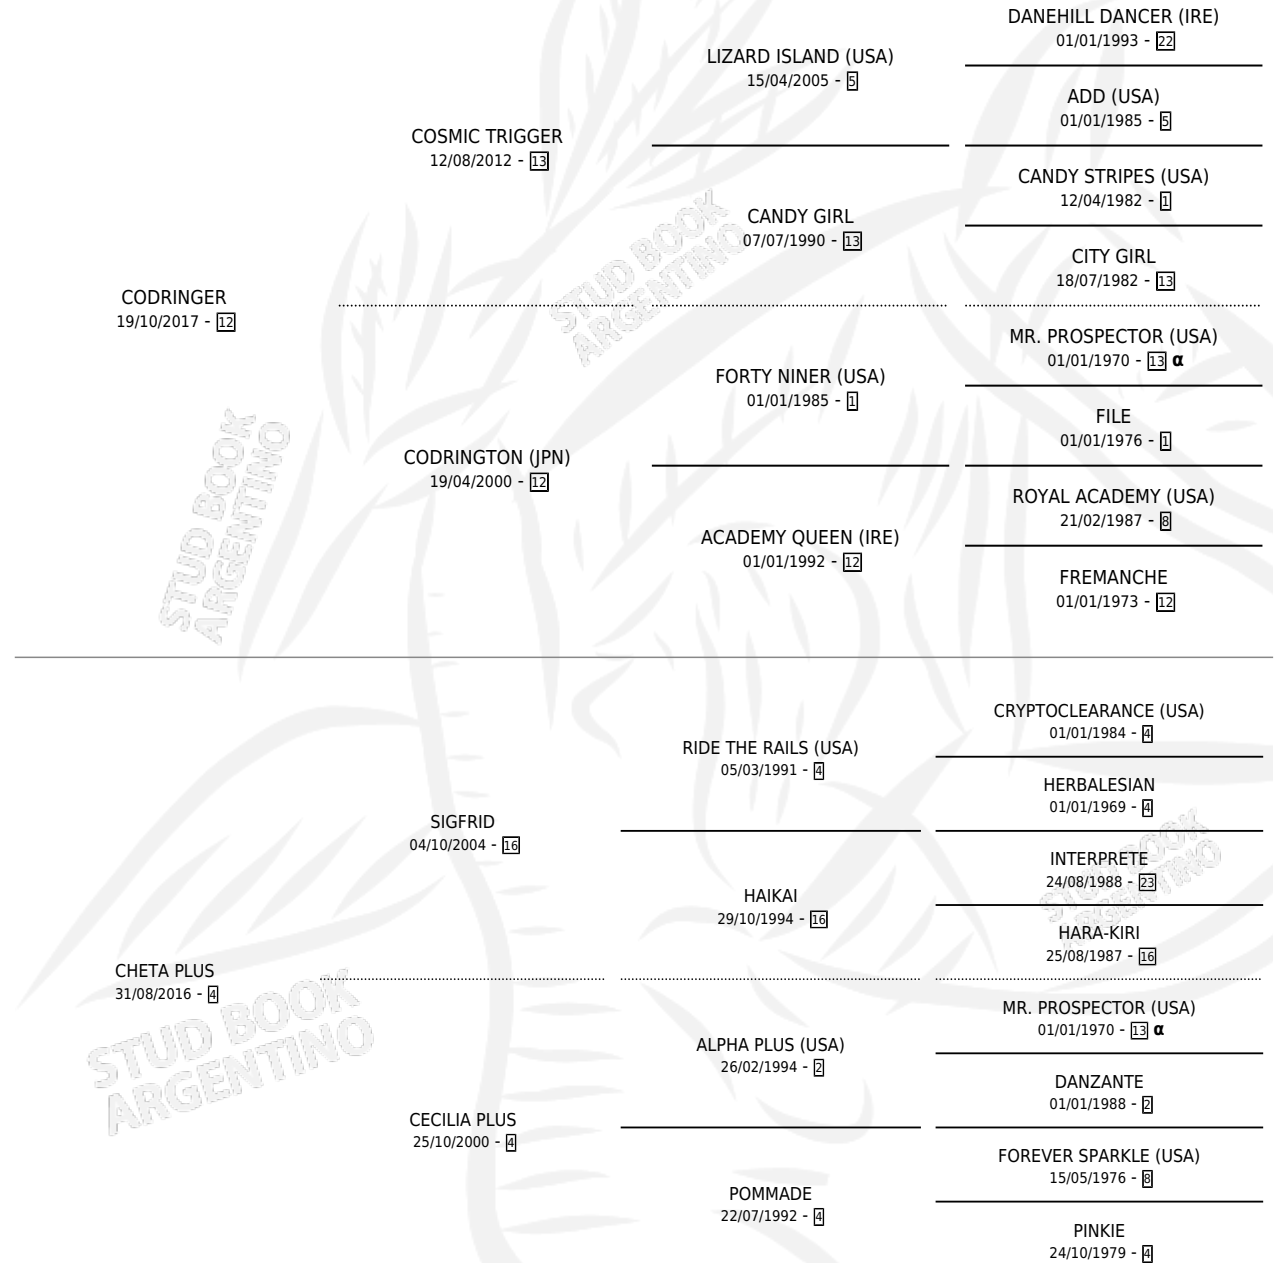 DANEHILL DANCER (IRE)
01/01/1993 - 22
LIZARD ISLAND (USA)
15/04/2005 - 5
ADD (USA)
01/01/1985 - 5
COSMIC TRIGGER
12/08/2012 - 13
CANDY STRIPES (USA)
12/04/1982 - 1
CANDY GIRL
07/07/1990 - 13
CITY GIRL
18/07/1982 - 13
CODRINGER
19/10/2017 - 12
MR. PROSPECTOR (USA)
01/01/1970 - 13 α
FORTY NINER (USA)
01/01/1985 - 1
FILE
01/01/1976 - 1
CODRINGTON (JPN)
19/04/2000 - 12
ROYAL ACADEMY (USA)
21/02/1987 - 8
ACADEMY QUEEN (IRE)
01/01/1992 - 12
FREMANCHE
01/01/1973 - 12
CRYPTOCLEARANCE (USA)
01/01/1984 - 4
RIDE THE RAILS (USA)
05/03/1991 - 4
HERBALESIAN
01/01/1969 - 4
SIGFRID
04/10/2004 - 16
INTERPRETE
24/08/1988 - 23
HAIKAI
29/10/1994 - 16
HARA-KIRI
25/08/1987 - 16
CHETA PLUS
31/08/2016 - 4
MR. PROSPECTOR (USA)
01/01/1970 - 13 α
ALPHA PLUS (USA)
26/02/1994 - 2
DANZANTE
01/01/1988 - 2
CECILIA PLUS
25/10/2000 - 4
FOREVER SPARKLE (USA)
15/05/1976 - 8
POMMADE
22/07/1992 - 4
PINKIE
24/10/1979 - 4
STUD BOOK
ARGENTINO
STUD BOOK
ARGENTINO
STUD BOOK
ARGENTINO
STUD BOOK
ARGENTINO